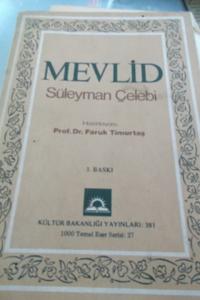 MEVLİD
Süleyman Çelebi
Hazırlayan:
Prof. Dr. Faruk Timurtaş
3. BASKI
KÜLTÜR BAKANLIĞI YAYINLARI: 381
1000 Temel Eser Serisi: 27